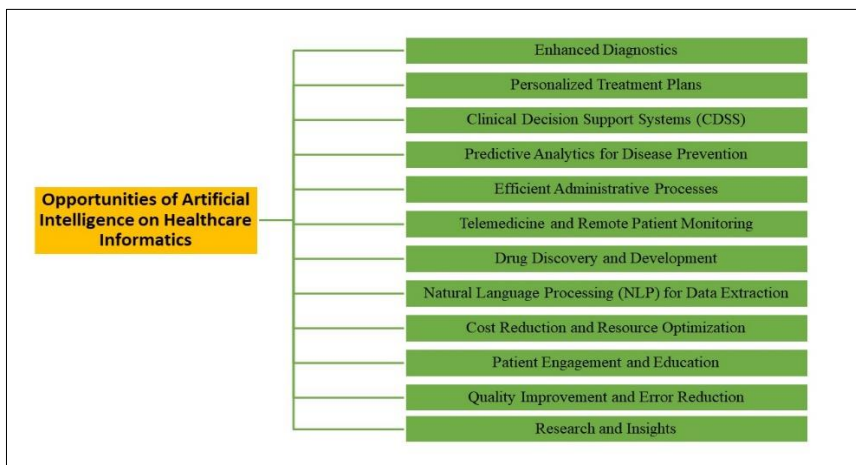 Opportunities of Artificial
Intelligence on Healthcare
Informatics
Enhanced Diagnostics
Personalized Treatment Plans
Clinical Decision Support Systems (CDSS)
Predictive Analytics for Disease Prevention
Efficient Administrative Processes
Telemedicine and Remote Patient Monitoring
Drug Discovery and Development
Natural Language Processing (NLP) for Data Extraction
Cost Reduction and Resource Optimization
Patient Engagement and Education
Quality Improvement and Error Reduction
Research and Insights